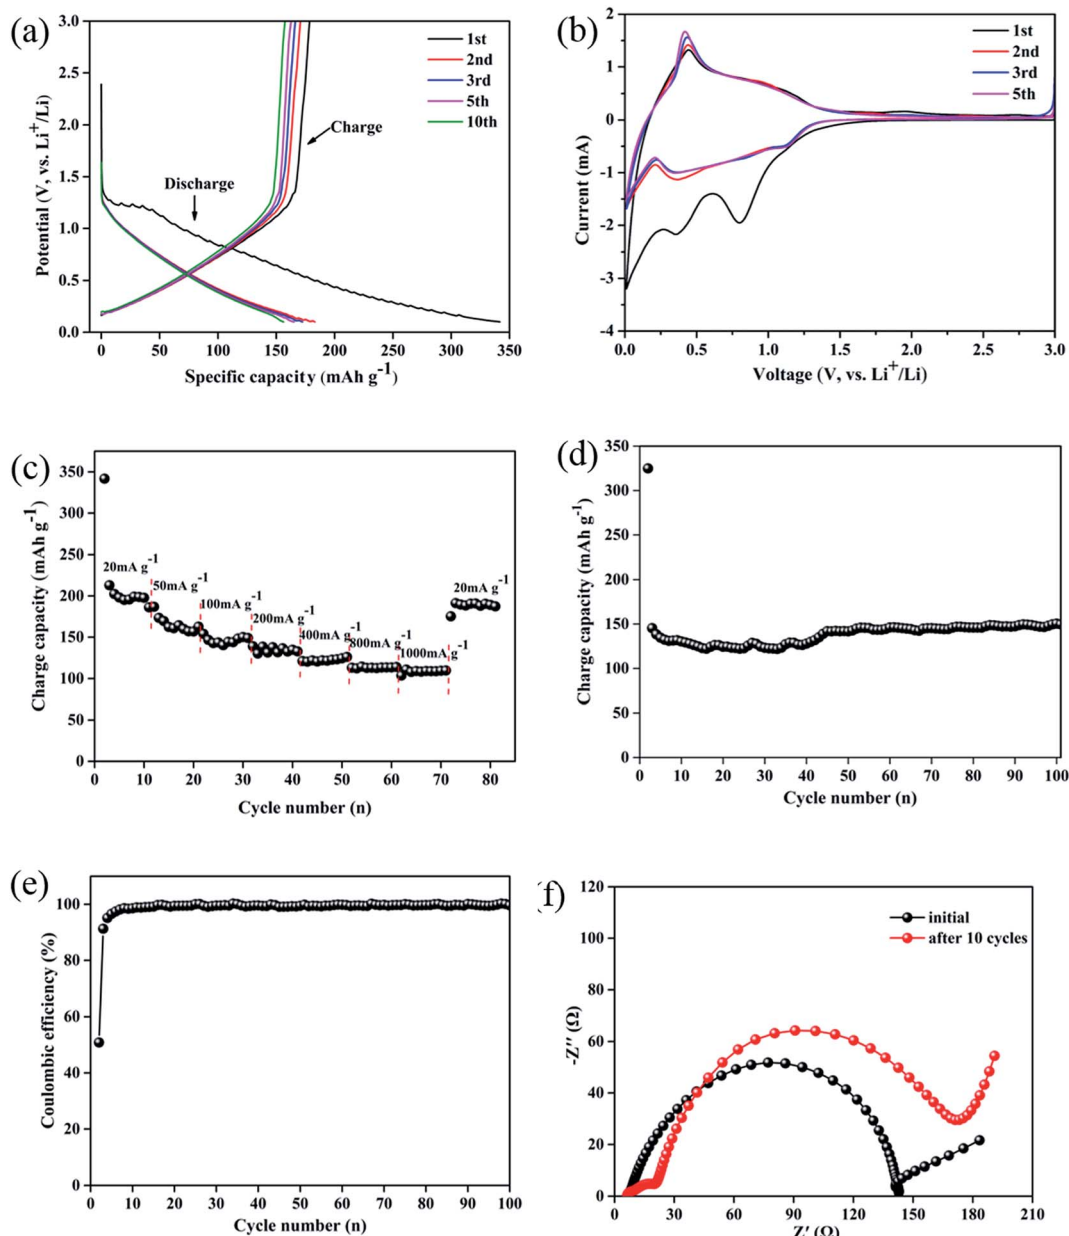 (a)
3.0
2.5
2.0
1.5
1.0
0.5
0.0
Potential (V, vs. Li⁺/Li)
1st
2nd
3rd
5th
10th
Charge
Discharge
0 50 100 150 200 250 300 350
Specific capacity (mAh g⁻¹)
(b)
2
1
0
-1
-2
-3
-4
Current (mA)
1st
2nd
3rd
5th
0.0 0.5 1.0 1.5 2.0 2.5 3.0
Voltage (V, vs. Li⁺/Li)
(c)
350
300
250
200
150
100
50
0
Charge capacity (mAh g⁻¹)
20mA g⁻¹
50mA g⁻¹
100mA g⁻¹
200mA g⁻¹
400mA g⁻¹
800mA g⁻¹
1000mA g⁻¹
20mA g⁻¹
0 10 20 30 40 50 60 70 80
Cycle number (n)
(d)
350
300
250
200
150
100
50
0
Charge capacity (mAh g⁻¹)
0 10 20 30 40 50 60 70 80 90 100
Cycle number (n)
(e)
100
80
60
40
20
0
Coulombic efficiency (%)
0 10 20 30 40 50 60 70 80 90 100
Cycle number (n)
f)
120
100
80
60
40
20
0
-Z″ (Ω)
initial
after 10 cycles
0 30 60 90 120 150 180 210
Z′ (Ω)